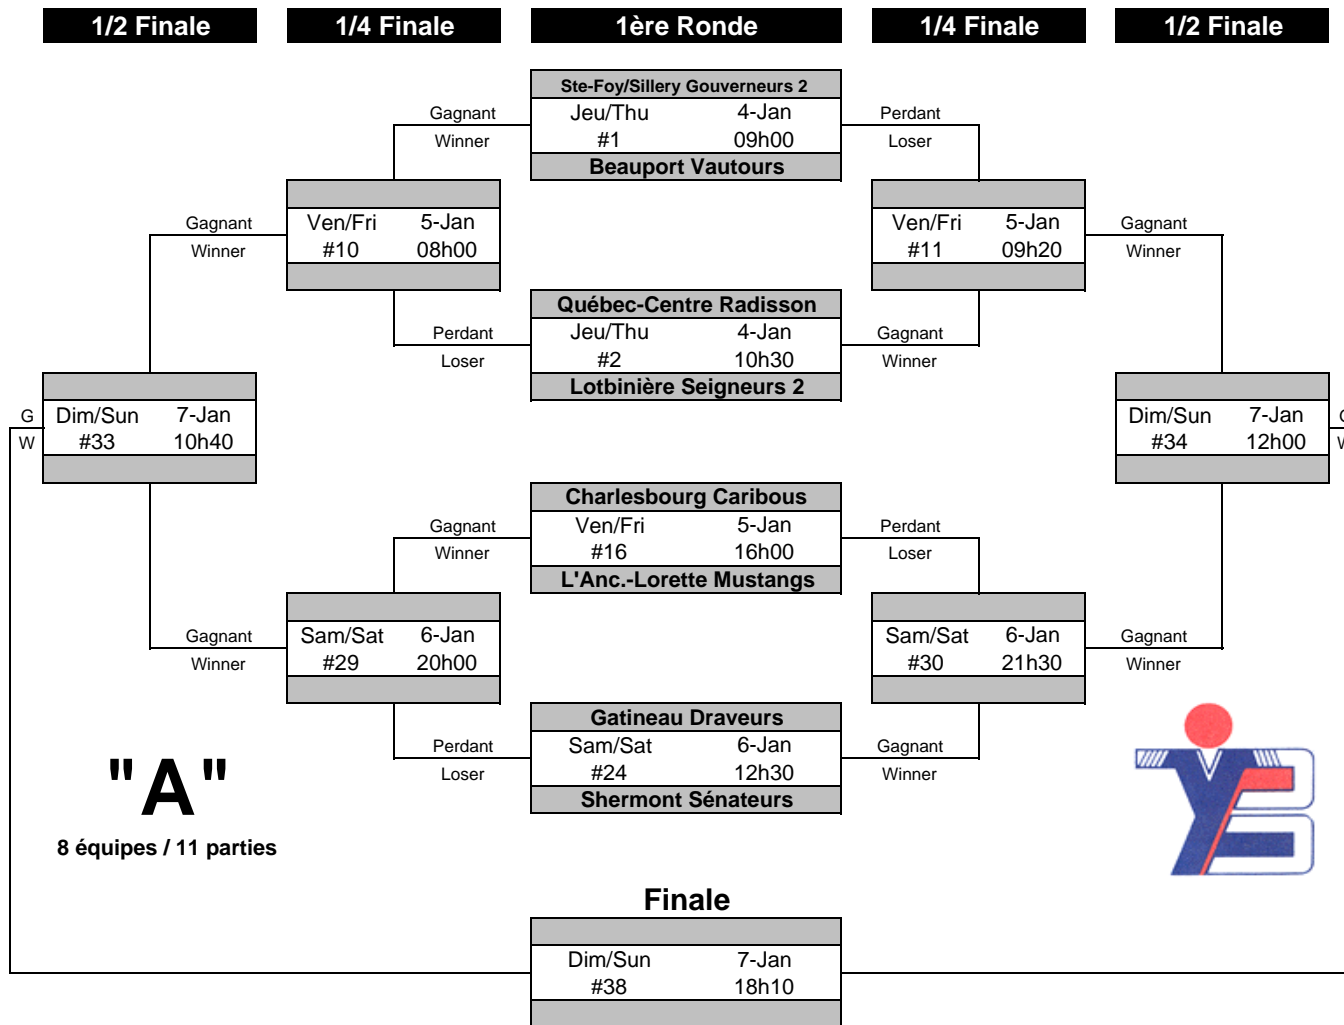 1/2 Finale
1/4 Finale
1ère Ronde
1/4 Finale
1/2 Finale
Ste-Foy/Sillery Gouverneurs 2
Gagnant
Jeu/Thu 4-Jan
Perdant
Winner
#1 09h00
Loser
Beauport Vautours
Gagnant
Ven/Fri 5-Jan
Ven/Fri 5-Jan
Gagnant
Winner
#10 08h00
#11 09h20
Winner
Québec-Centre Radisson
Perdant
Jeu/Thu 4-Jan
Gagnant
Loser
#2 10h30
Winner
Lotbinière Seigneurs 2
G
Dim/Sun 7-Jan
Dim/Sun 7-Jan
W
#33 10h40
#34 12h00
Charlesbourg Caribous
Gagnant
Ven/Fri 5-Jan
Perdant
Winner
#16 16h00
Loser
L'Anc.-Lorette Mustangs
Gagnant
Sam/Sat 6-Jan
Sam/Sat 6-Jan
Gagnant
Winner
#29 20h00
#30 21h30
Winner
Gatineau Draveurs
Perdant
Sam/Sat 6-Jan
Gagnant
Loser
#24 12h30
Winner
Shermont Sénateurs
"A"
8 équipes / 11 parties
Finale
Dim/Sun 7-Jan
#38 18h10